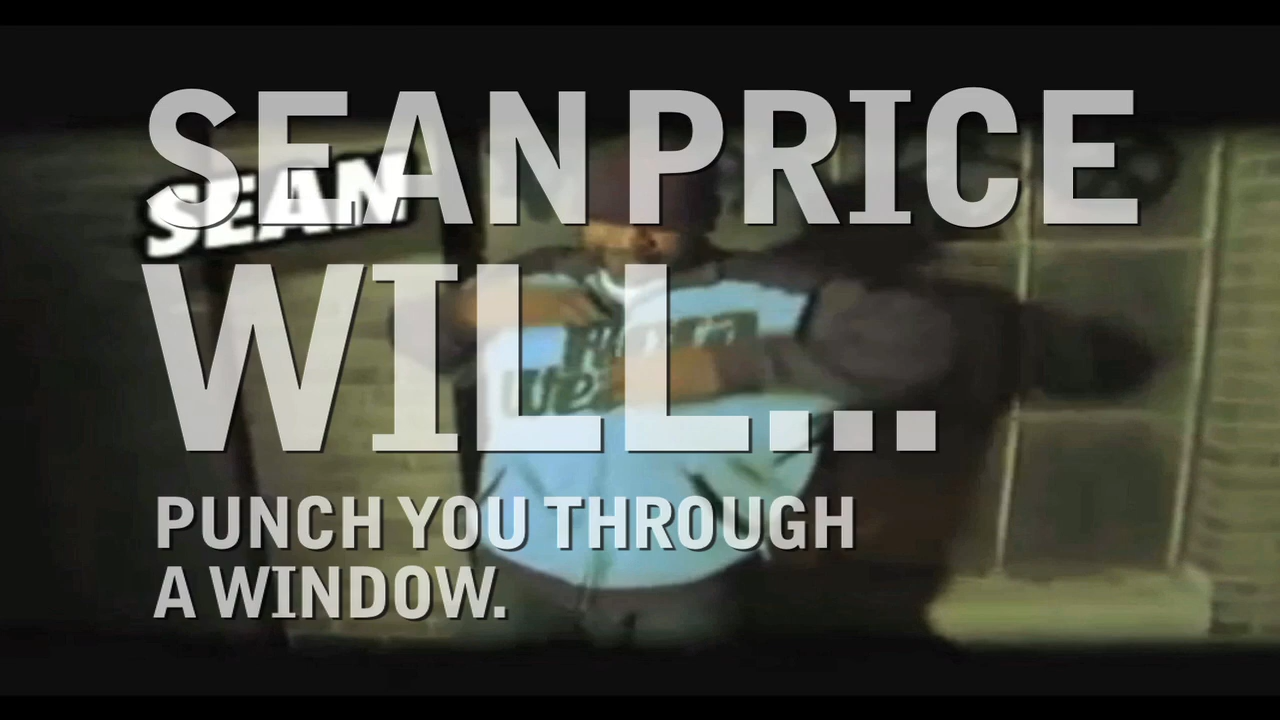 SEAN PRICE
SEAN
WILL...
PUNCH YOU THROUGH
A WINDOW.